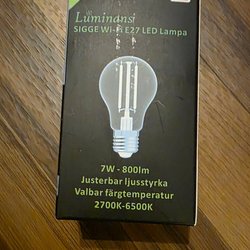 Luminansi
SIGGE Wi-Fi E27 LED Lampa
7W - 800lm
Justerbar ljusstyrka
Valbar färgtemperatur
2700K-6500K